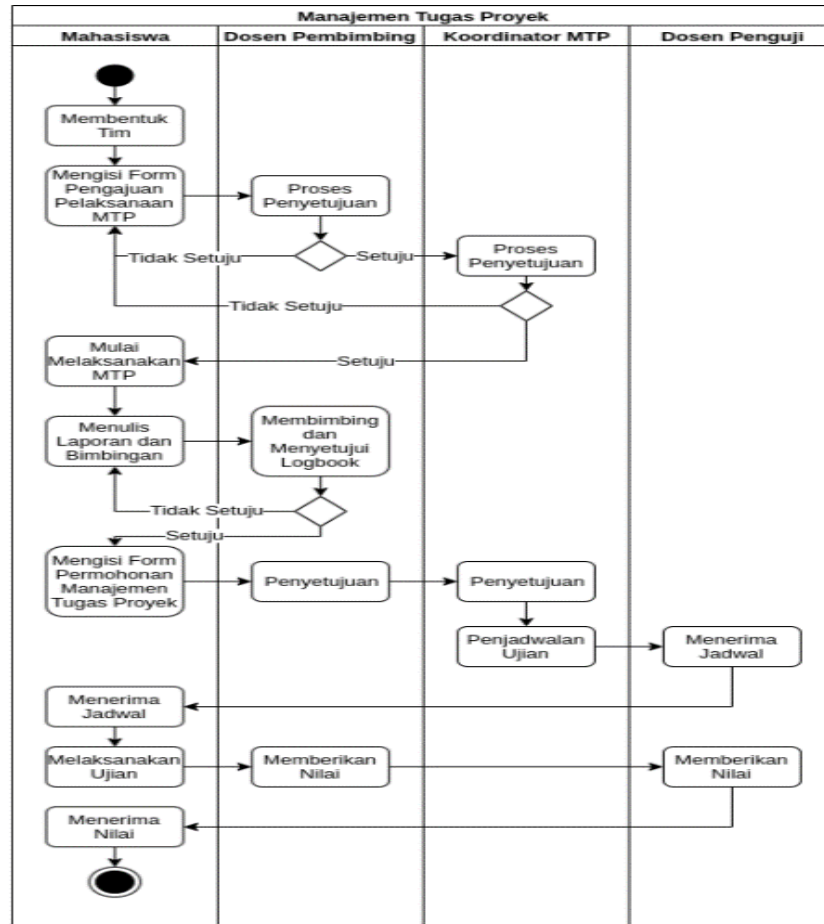 Manajemen Tugas Proyek
Mahasiswa
Dosen Pembimbing
Koordinator MTP
Dosen Penguji
Membentuk
Tim
Mengisi Form
Pengajuan
Pelaksanaan
MTP
Proses
Penyetujuan
Tidak Setuju
Setuju
Proses
Penyetujuan
Tidak Setuju
Mulai
Melaksanakan
MTP
Setuju
Menulis
Laporan dan
Bimbingan
Membimbing
dan
Menyetujui
Logbook
Tidak Setuju
Setuju
Mengisi Form
Permohonan
Manajemen
Tugas Proyek
Penyetujuan
Penyetujuan
Penjadwalan
Ujian
Menerima
Jadwal
Menerima
Jadwal
Melaksanakan
Ujian
Memberikan
Nilai
Memberikan
Nilai
Menerima
Nilai